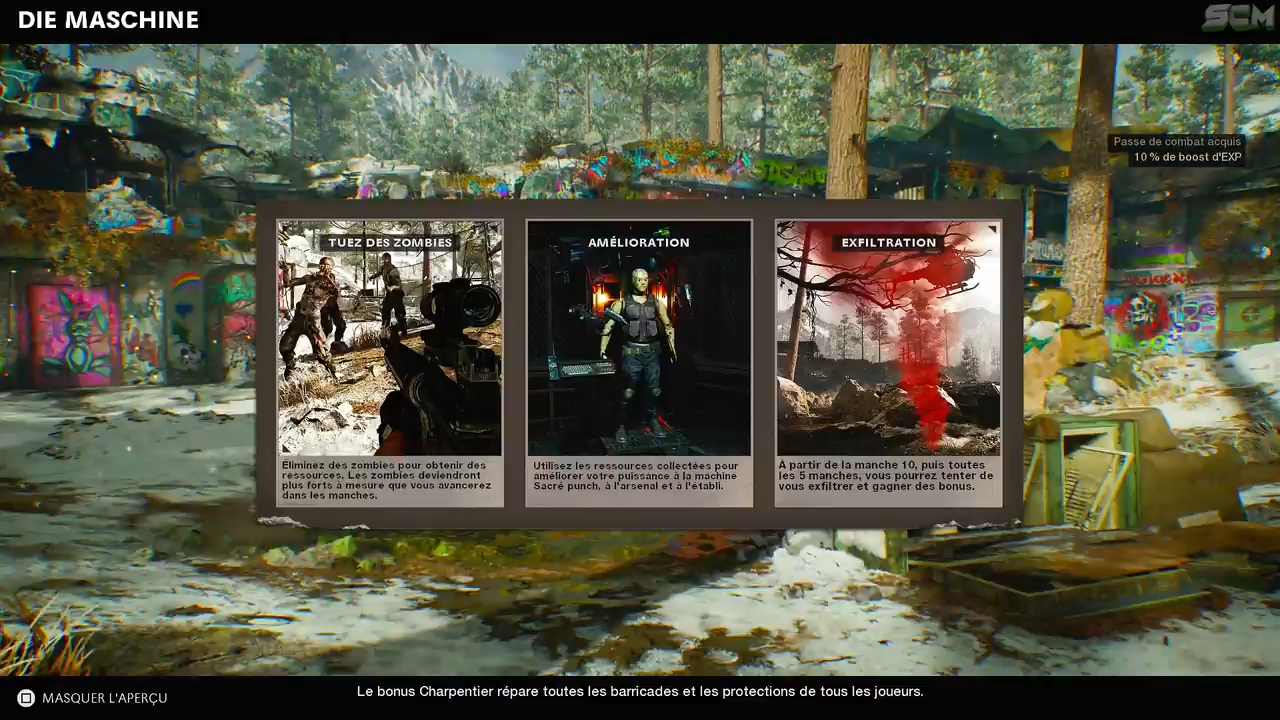 DIE MASCHINE
SCM
Passe de combat acquis
10 % de boost d'EXP
TUEZ DES ZOMBIES
Éliminez des zombies pour obtenir des
ressources. Les zombies deviendront
plus forts à mesure que vous avancerez
dans les manches.
AMÉLIORATION
Utilisez les ressources collectées pour
améliorer votre puissance à la machine
Sacré punch, à l'arsenal et à l'établi.
EXFILTRATION
À partir de la manche 10, puis toutes
les 5 manches, vous pourrez tenter de
vous exfiltrer et gagner des bonus.
MASQUER L'APERÇU
Le bonus Charpentier répare toutes les barricades et les protections de tous les joueurs.